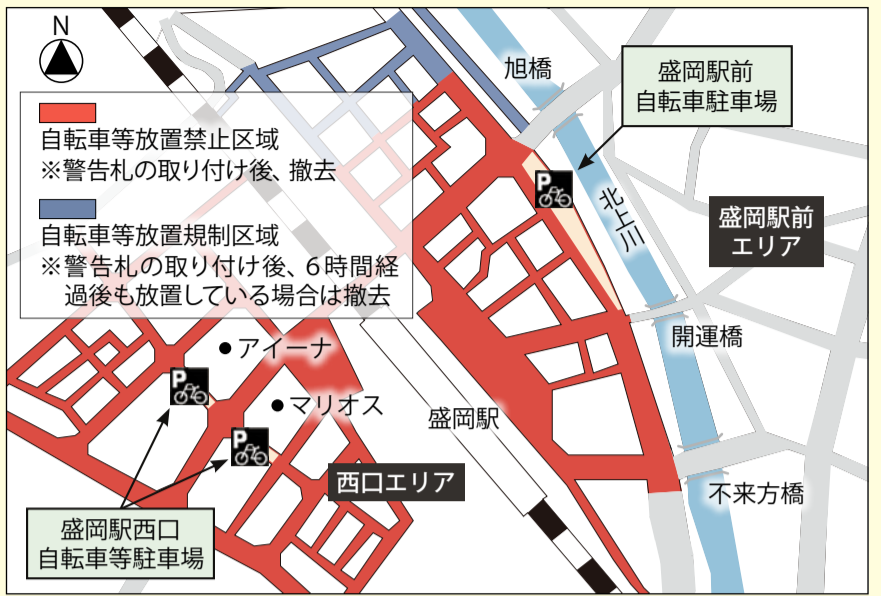 N
自転車等放置禁止区域
※警告札の取り付け後、撤去
自転車等放置規制区域
※警告札の取り付け後、6時間経
過後も放置している場合は撤去
旭橋
盛岡駅前
自転車駐車場
P
北上川
盛岡駅前
エリア
開運橋
アイーナ
P
マリオス
盛岡駅
P
西口エリア
不来方橋
盛岡駅西口
自転車等駐車場